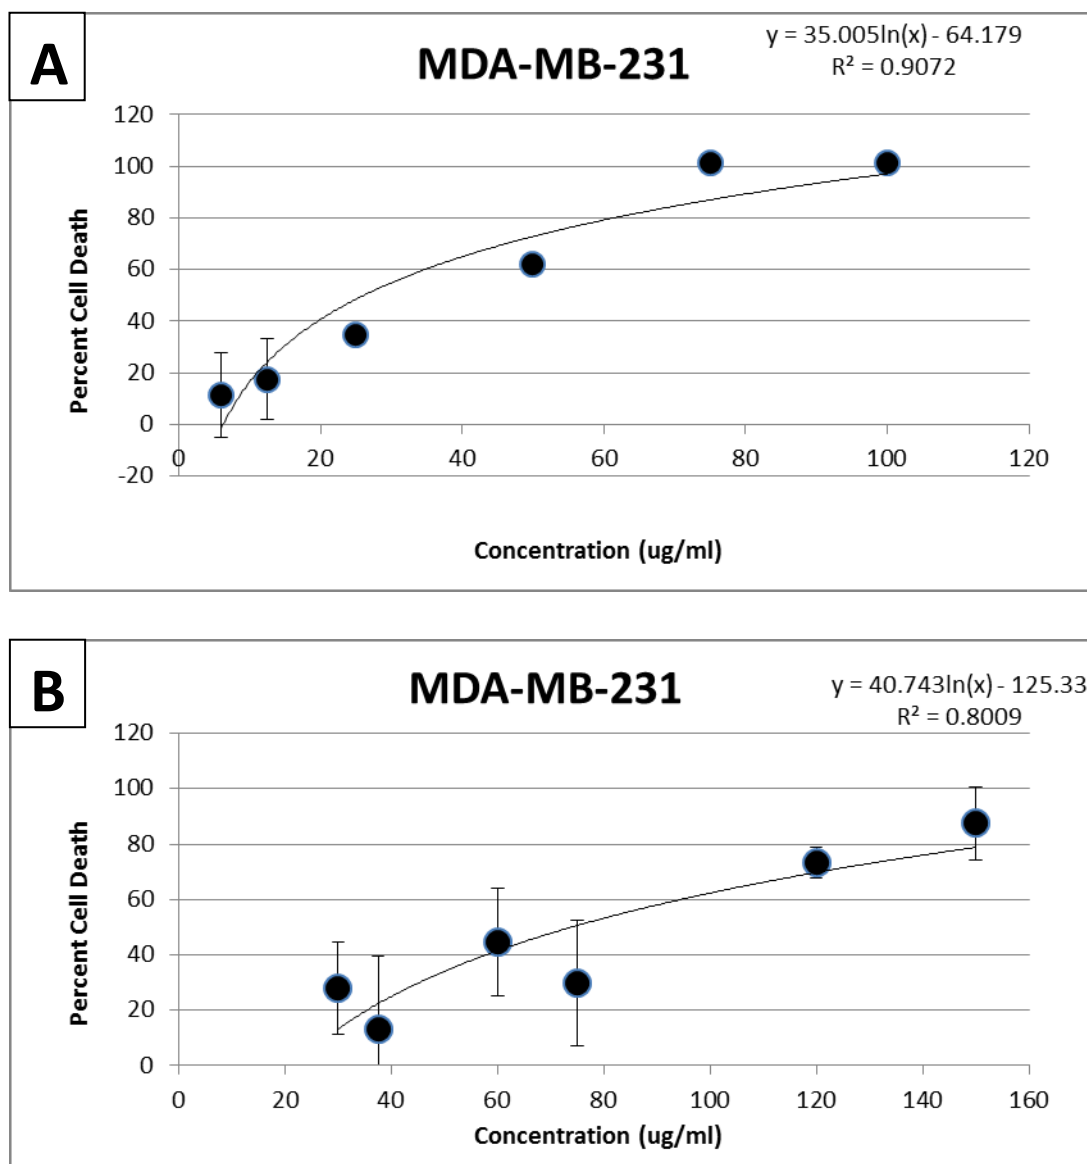 A
MDA-MB-231
y = 35.005ln(x) - 64.179
R² = 0.9072
120
100
80
60
40
20
0
-20
Percent Cell Death
0 20 40 60 80 100 120
Concentration (ug/ml)
B
MDA-MB-231
y = 40.743ln(x) - 125.33
R² = 0.8009
120
100
80
60
40
20
0
Percent Cell Death
0 20 40 60 80 100 120 140 160
Concentration (ug/ml)